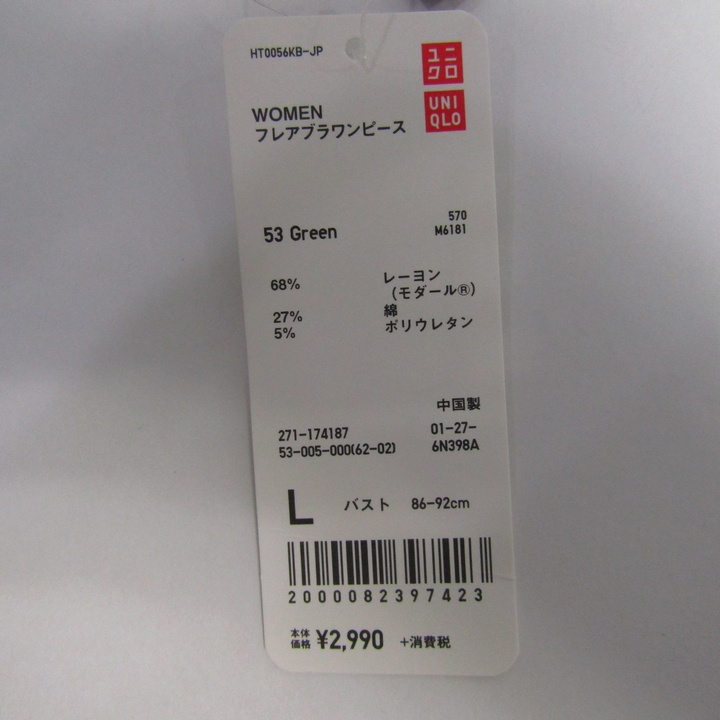 HT0056KB-JP
ユニ
クロ
UNI
QLO
WOMEN
フレアブラワンピース
53 Green
570
M6181
68% レーヨン
(モダール®)
27% 綿
5% ポリウレタン
中国製
271-174187 01-27-
53-005-000(62-02) 6N398A
L バスト 86-92cm
2000082397423
本体
価格 ¥2,990 +消費税